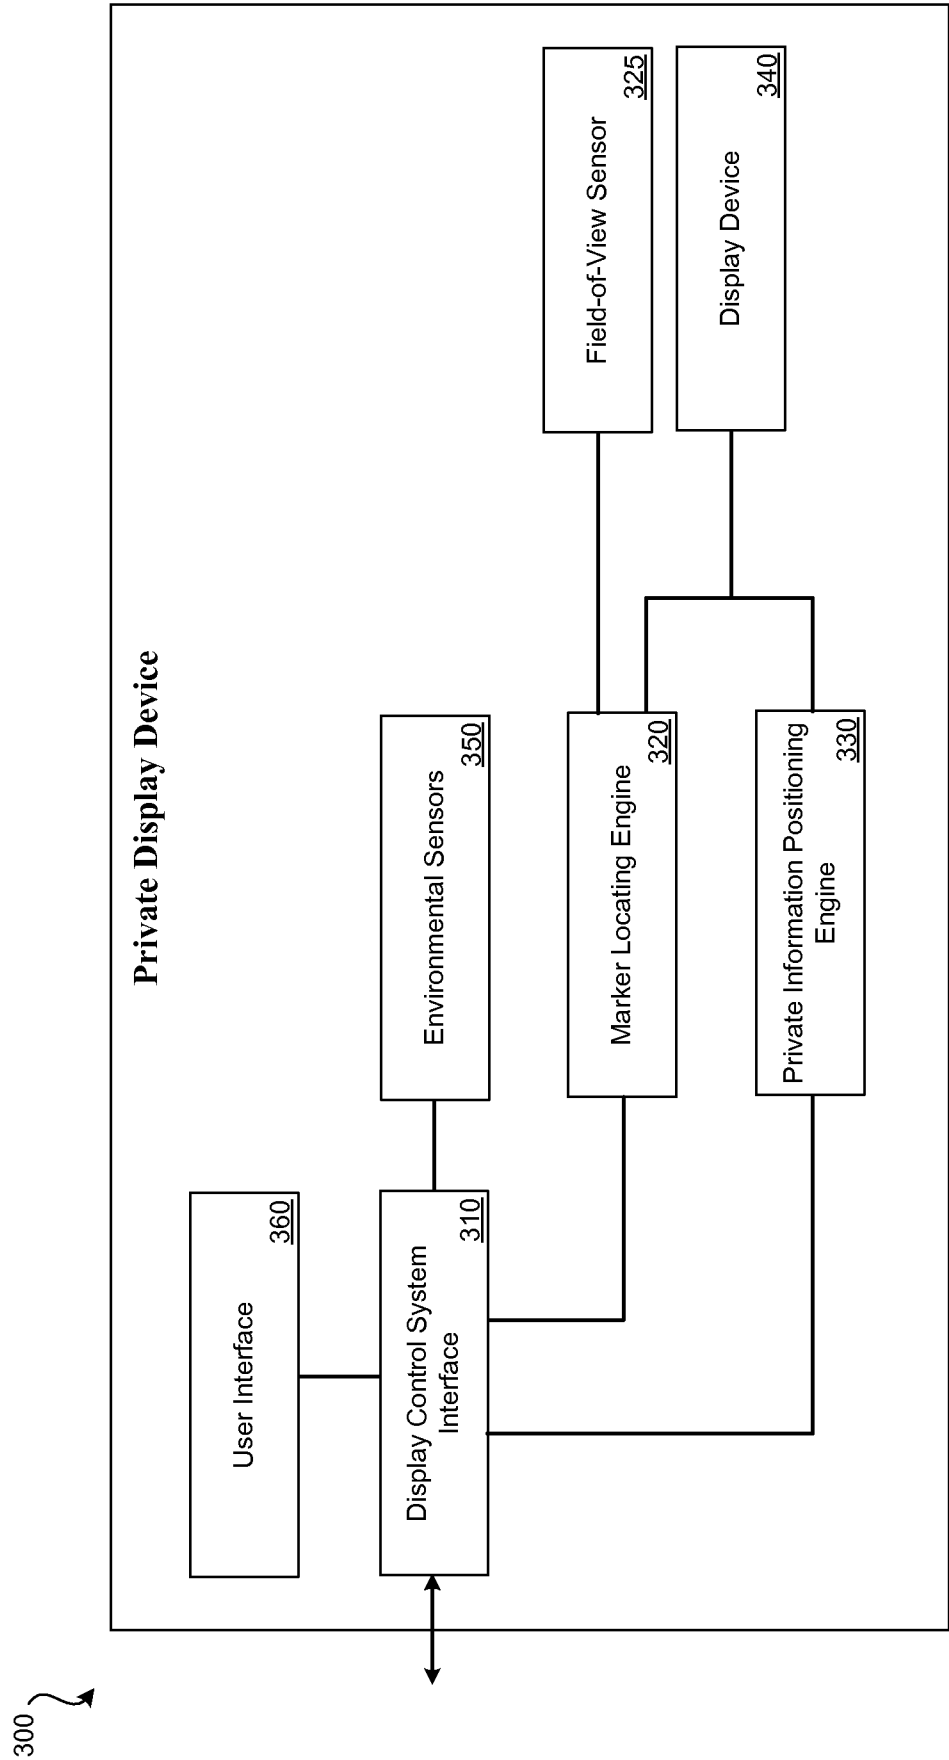 300
Private Display Device
User Interface
360
Display Control System
Interface
310
Environmental Sensors
350
Marker Locating Engine
320
Private Information Positioning
Engine
330
Field-of-View Sensor
325
Display Device
340